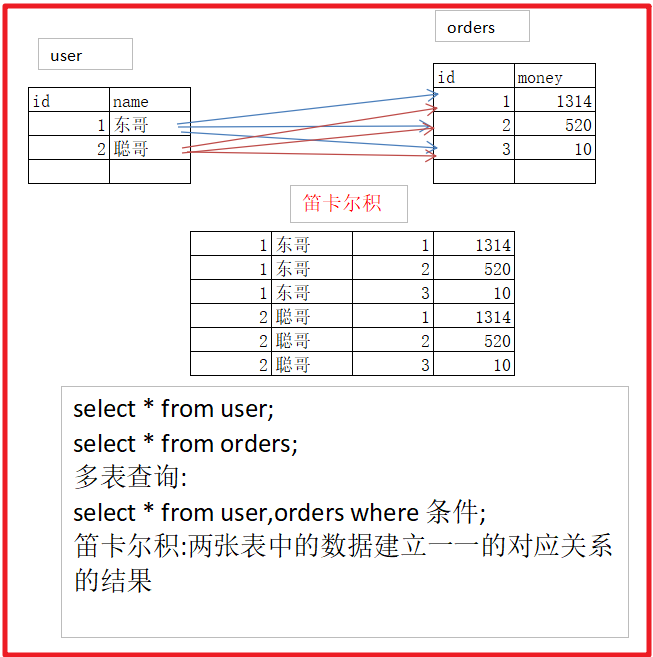 user
orders
id name
1 东哥
2 聪哥
id money
1 1314
2 520
3 10
笛卡尔积
1 东哥 1 1314
1 东哥 2 520
1 东哥 3 10
2 聪哥 1 1314
2 聪哥 2 520
2 聪哥 3 10
select * from user;
select * from orders;
多表查询:
select * from user,orders where 条件;
笛卡尔积:两张表中的数据建立一一的对应关系
的结果